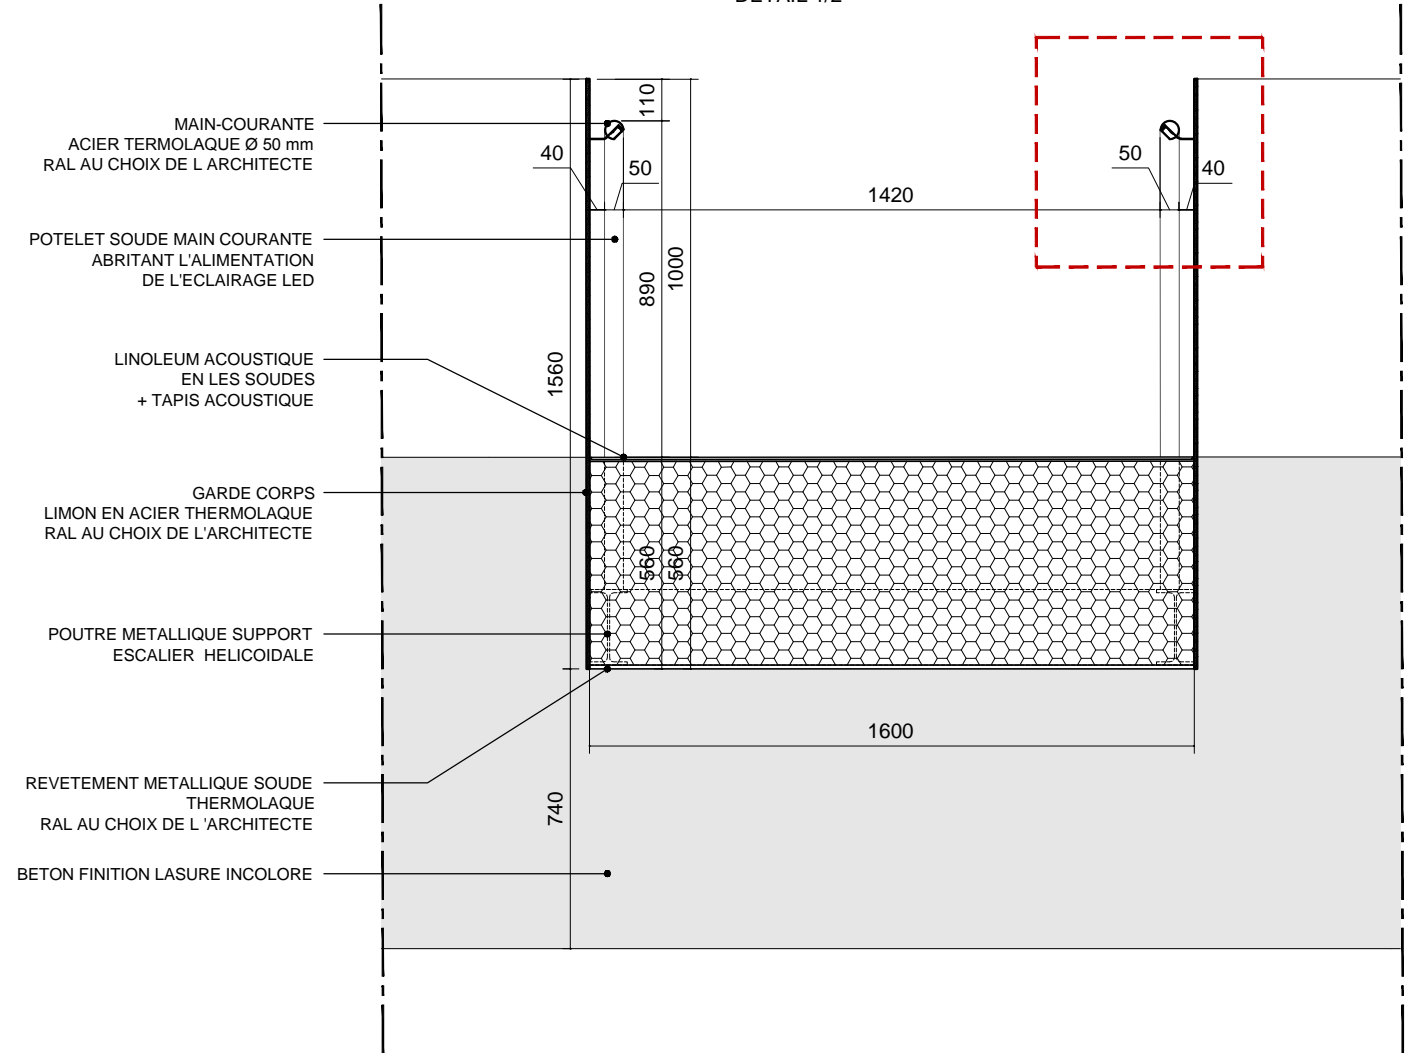 MAIN-COURANTE
ACIER TERMOLAQUE Ø 50 mm
RAL AU CHOIX DE L ARCHITECTE
POTELET SOUDE MAIN COURANTE
ABRITANT L'ALIMENTATION
DE L'ECLAIRAGE LED
LINOLEUM ACOUSTIQUE
EN LES SOUDES
+ TAPIS ACOUSTIQUE
GARDE CORPS
LIMON EN ACIER THERMOLAQUE
RAL AU CHOIX DE L'ARCHITECTE
POUTRE METALLIQUE SUPPORT
ESCALIER HELICOIDALE
REVETEMENT METALLIQUE SOUDE
THERMOLAQUE
RAL AU CHOIX DE L 'ARCHITECTE
BETON FINITION LASURE INCOLORE
110
40
50
50
40
1420
890
1000
1560
560
560
1600
740